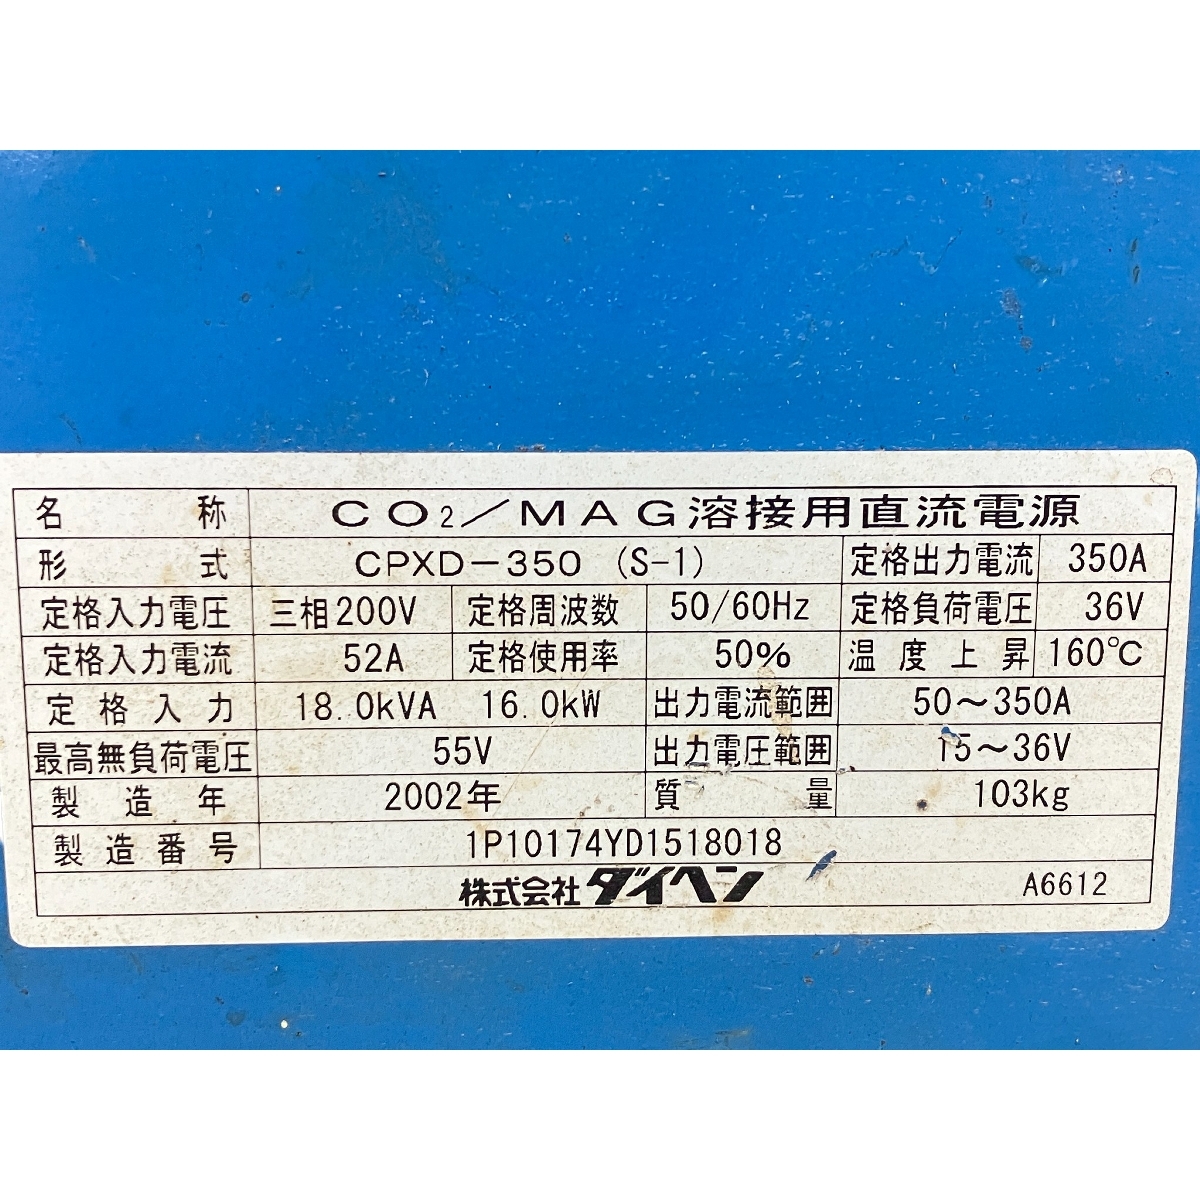 名称 CO₂/MAG溶接用直流電源
形式 CPXD-350 (S-1) 定格出力電流 350A
定格入力電圧 三相200V 定格周波数 50/60Hz 定格負荷電圧 36V
定格入力電流 52A 定格使用率 50% 温度上昇 160℃
定格入力 18.0kVA 16.0kW 出力電流範囲 50～350A
最高無負荷電圧 55V 出力電圧範囲 15～36V
製造年 2002年 質量 103kg
製造番号 1P10174YD1518018
株式会社ダイヘン A6612